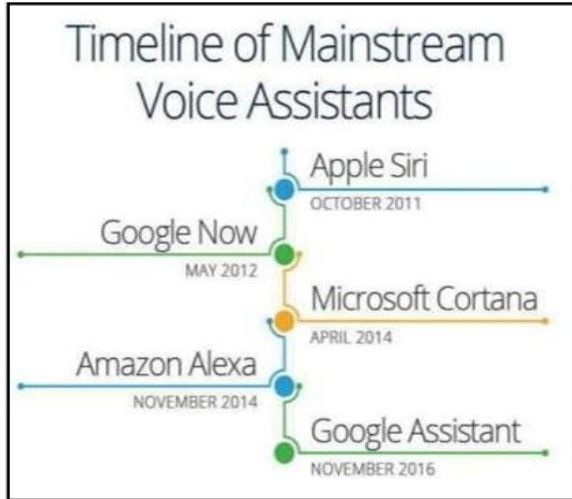 Timeline of Mainstream
Voice Assistants
Apple Siri
OCTOBER 2011
Google Now
MAY 2012
Microsoft Cortana
APRIL 2014
Amazon Alexa
NOVEMBER 2014
Google Assistant
NOVEMBER 2016